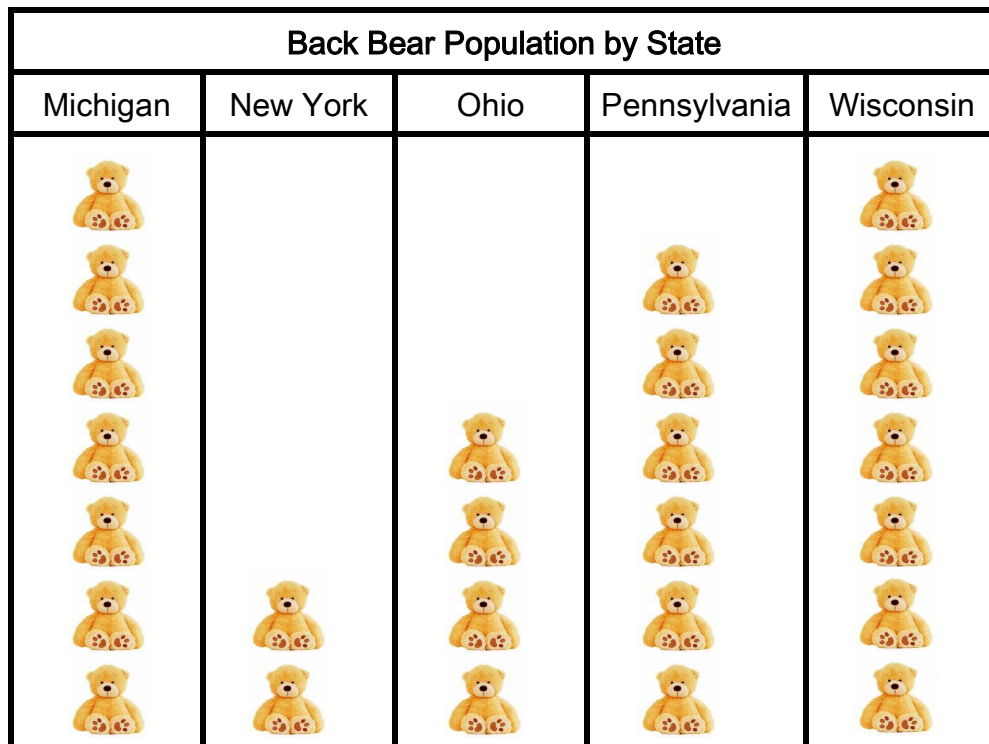 Back Bear Population by State
Michigan New York Ohio Pennsylvania Wisconsin